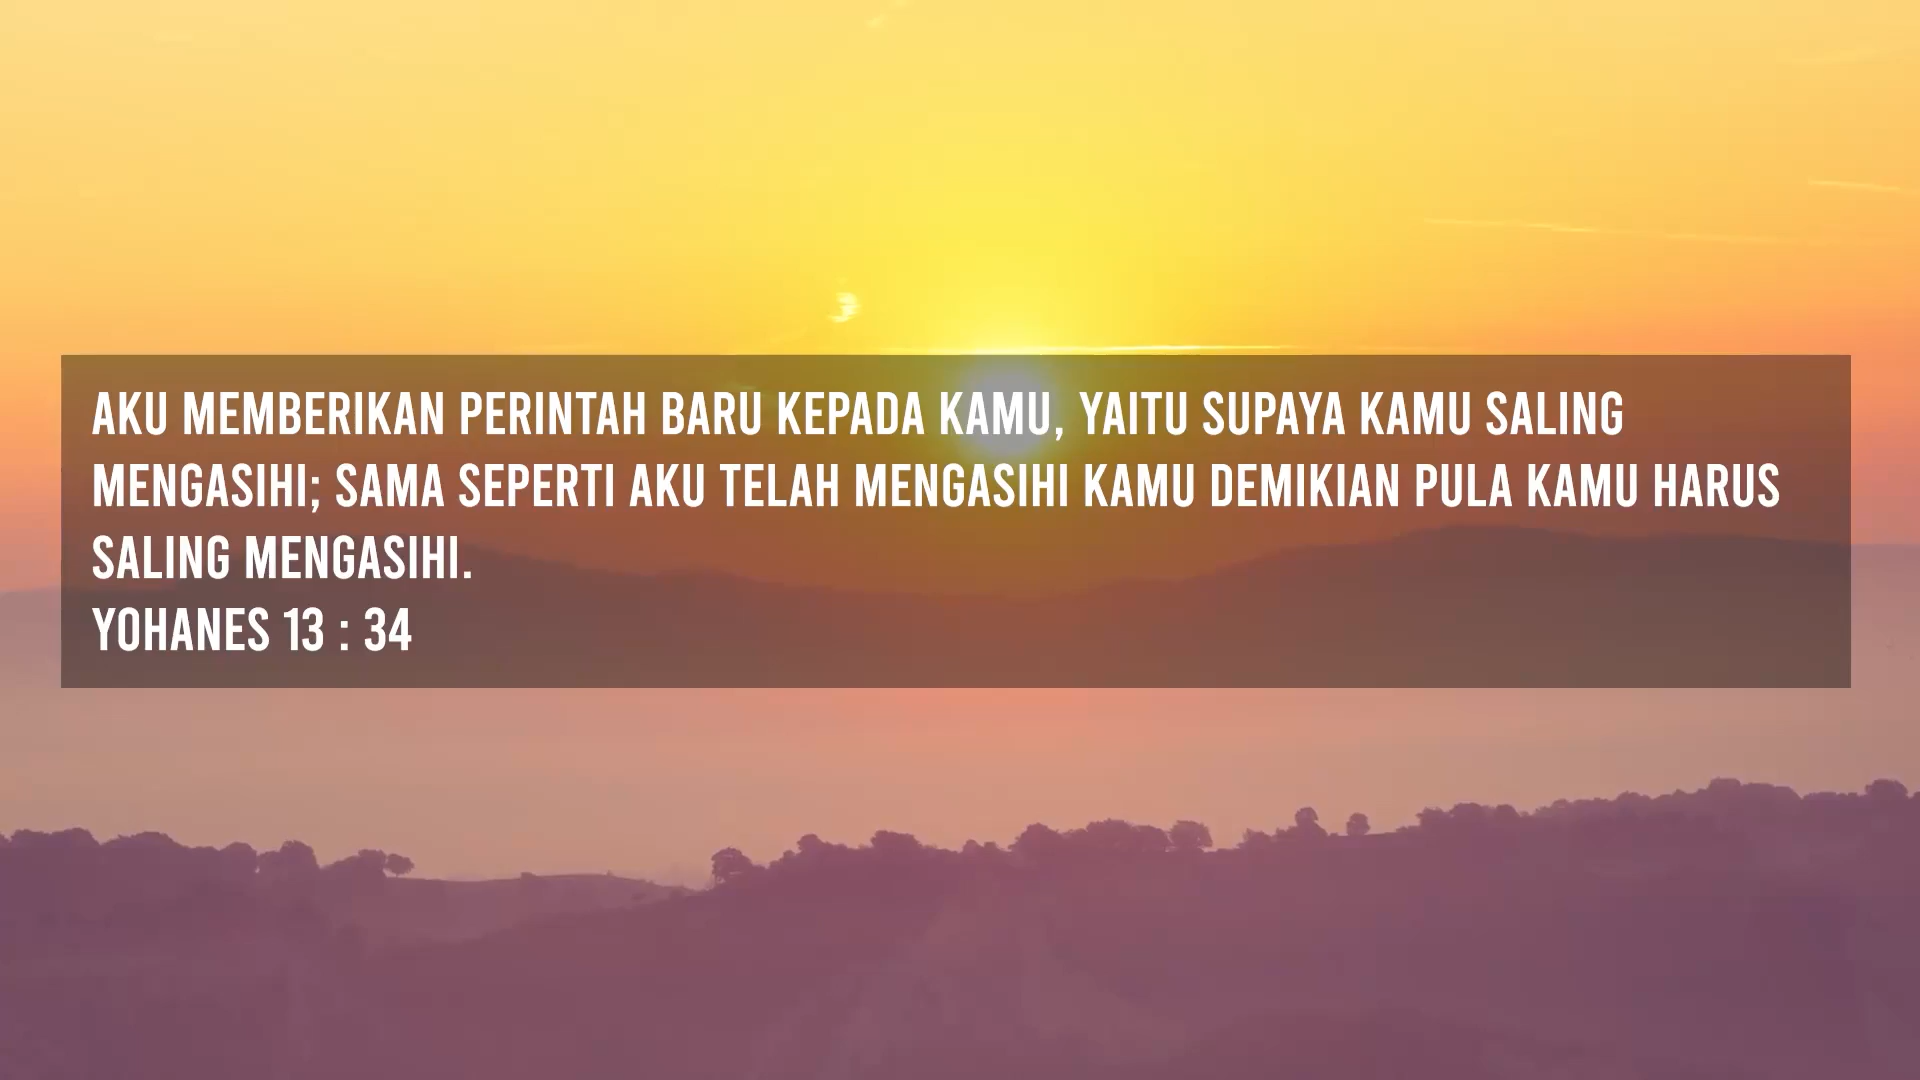 AKU MEMBERIKAN PERINTAH BARU KEPADA KAMU, YAITU SUPAYA KAMU SALING
MENGASIHI; SAMA SEPERTI AKU TELAH MENGASIHI KAMU DEMIKIAN PULA KAMU HARUS
SALING MENGASIHI.
YOHANES 13 : 34